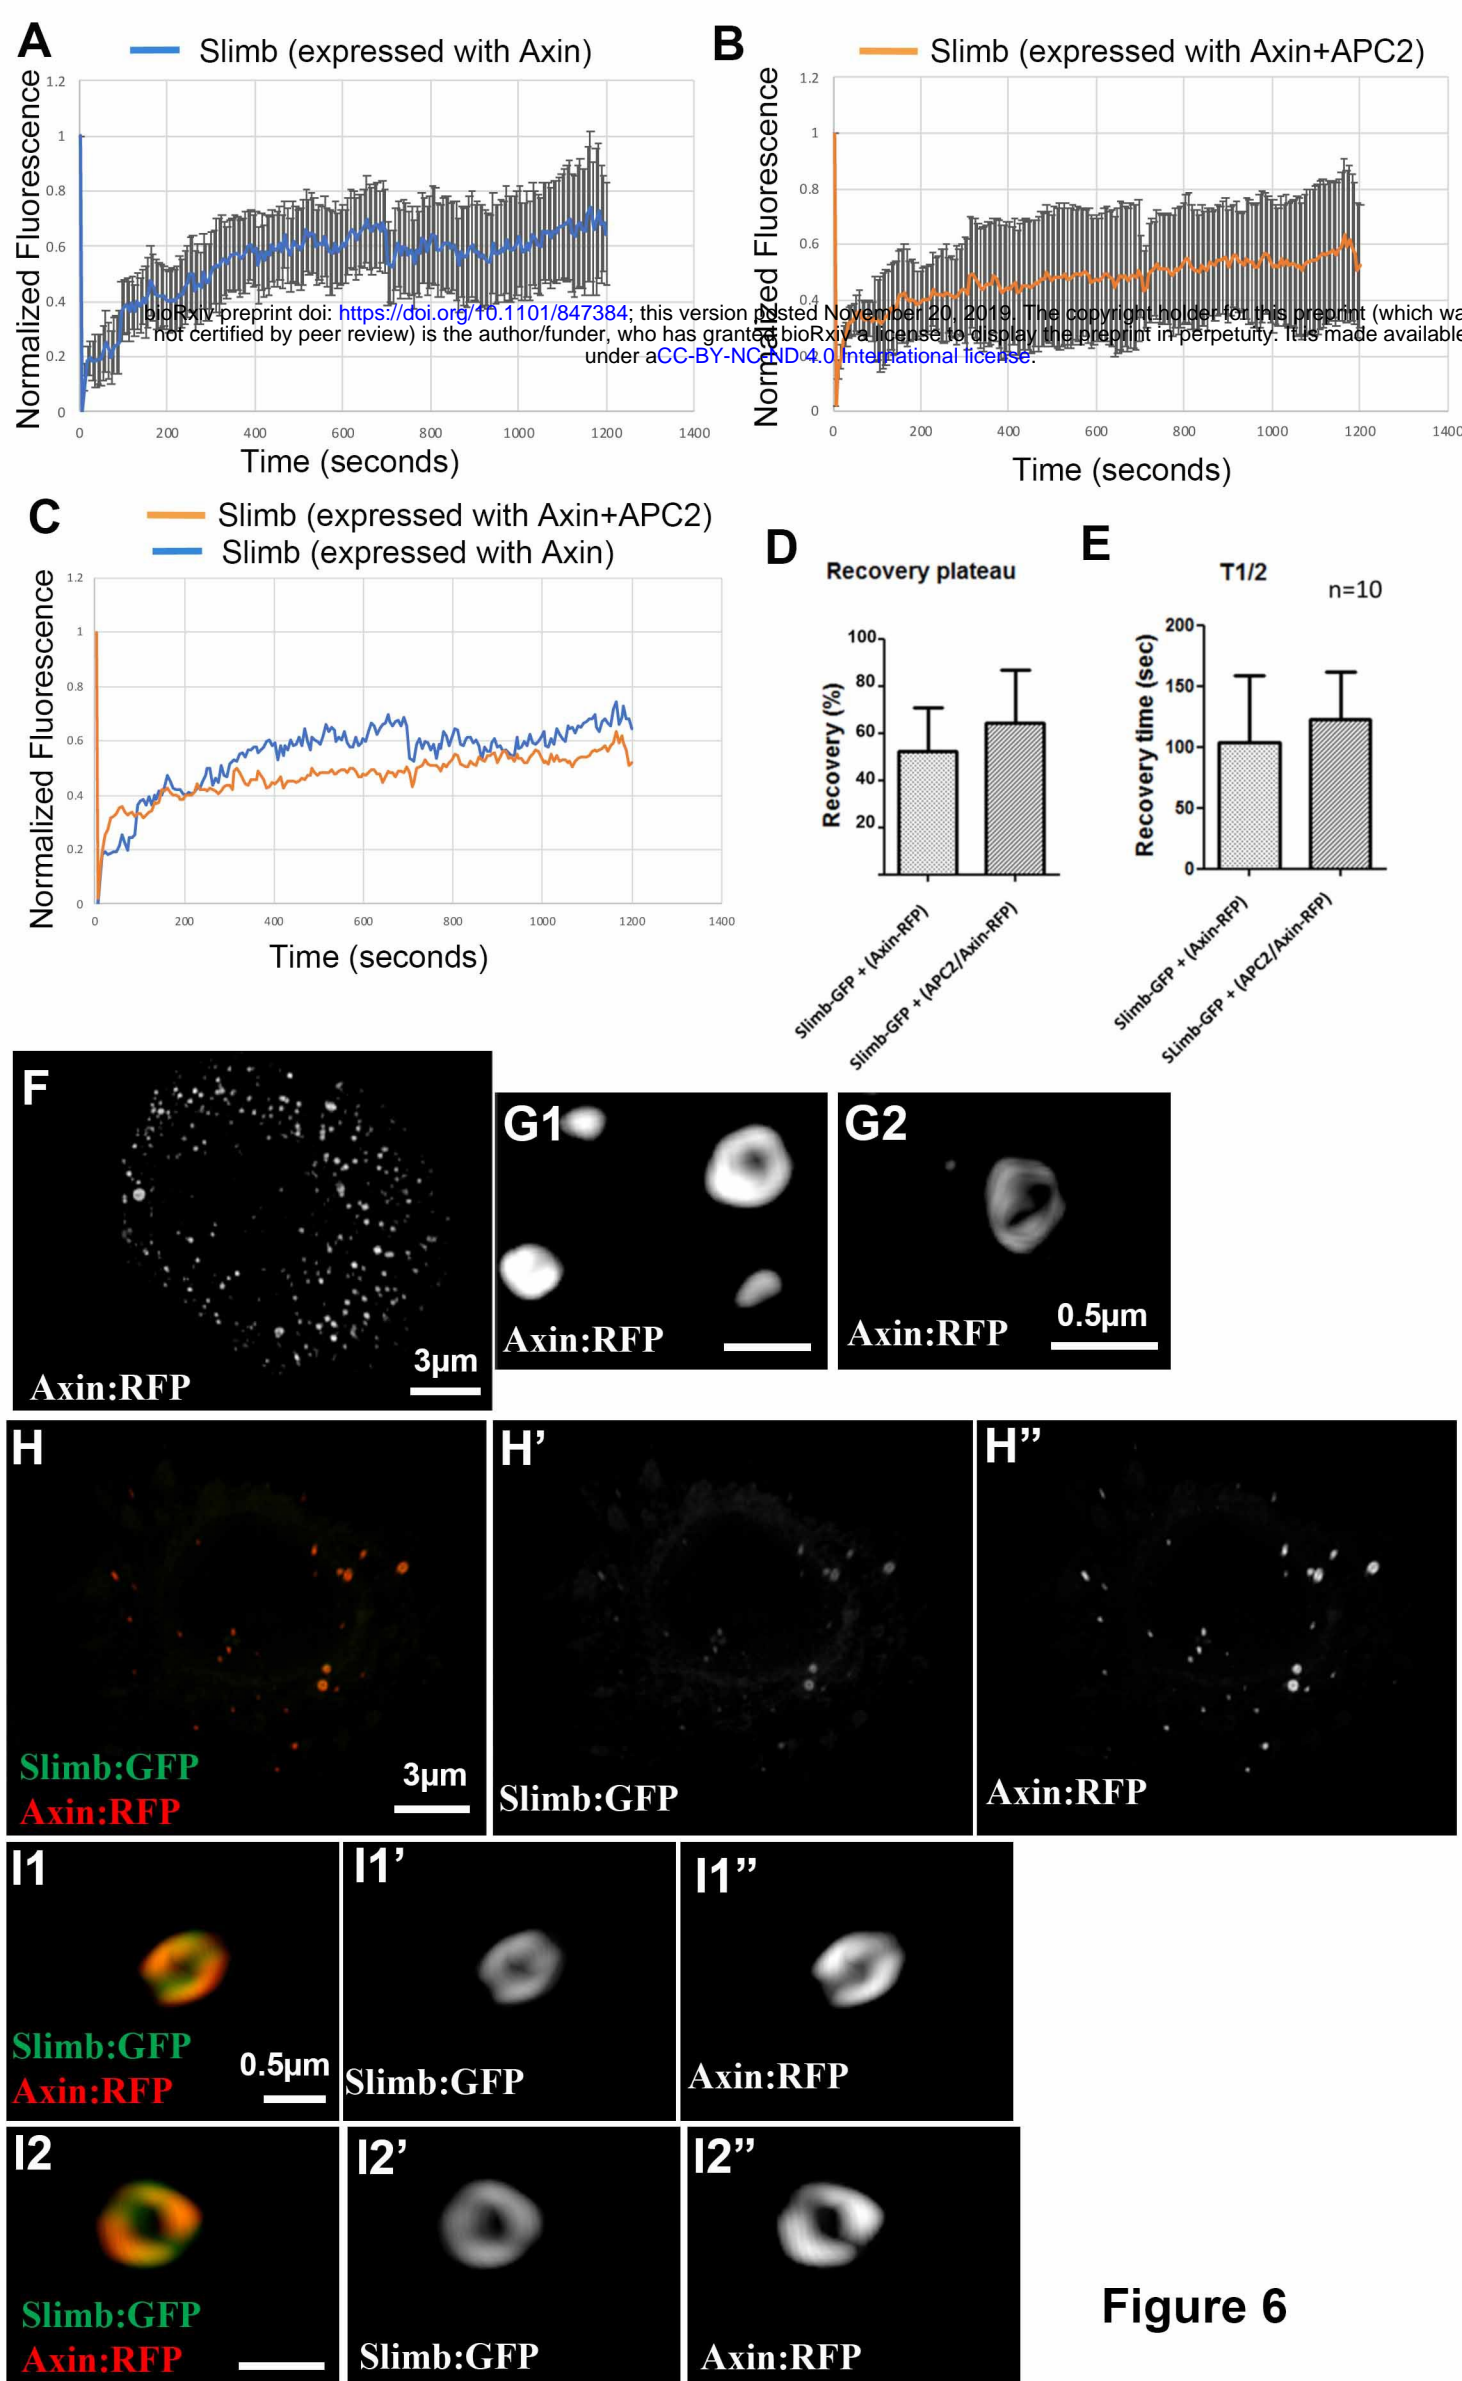 A
Slimb (expressed with Axin)
Normalized Fluorescence
1.2
1
0.8
0.6
0.4
0.2
0
0 200 400 600 800 1000 1200 1400
Time (seconds)
B
Slimb (expressed with Axin+APC2)
Normalized Fluorescence
1.2
1
0.8
0.6
0.4
0.2
0
0 200 400 600 800 1000 1200 1400
Time (seconds)
bioRxiv preprint doi: https://doi.org/10.1101/847384; this version posted November 20, 2019. The copyright holder for this preprint (which wa
not certified by peer review) is the author/funder, who has granted bioRxiv a license to display the preprint in perpetuity. It is made available
under aCC-BY-NC-ND 4.0 International license.
C
Slimb (expressed with Axin+APC2)
Slimb (expressed with Axin)
Normalized Fluorescence
1.2
1
0.8
0.6
0.4
0.2
0
0 200 400 600 800 1000 1200 1400
Time (seconds)
D
Recovery plateau
Recovery (%)
100
80
60
40
20
Slimb-GFP + (Axin-RFP)
Slimb-GFP + (APC2/Axin-RFP)
E
T1/2
n=10
Recovery time (sec)
200
150
100
50
0
Slimb-GFP + (Axin-RFP)
SLimb-GFP + (APC2/Axin-RFP)
F
3µm
Axin:RFP
G1
Axin:RFP
G2
0.5µm
Axin:RFP
H
Slimb:GFP
Axin:RFP
3µm
H’
Slimb:GFP
H”
Axin:RFP
I1
Slimb:GFP
Axin:RFP
0.5µm
I1’
Slimb:GFP
I1”
Axin:RFP
I2
Slimb:GFP
Axin:RFP
I2’
Slimb:GFP
I2”
Axin:RFP
Figure 6